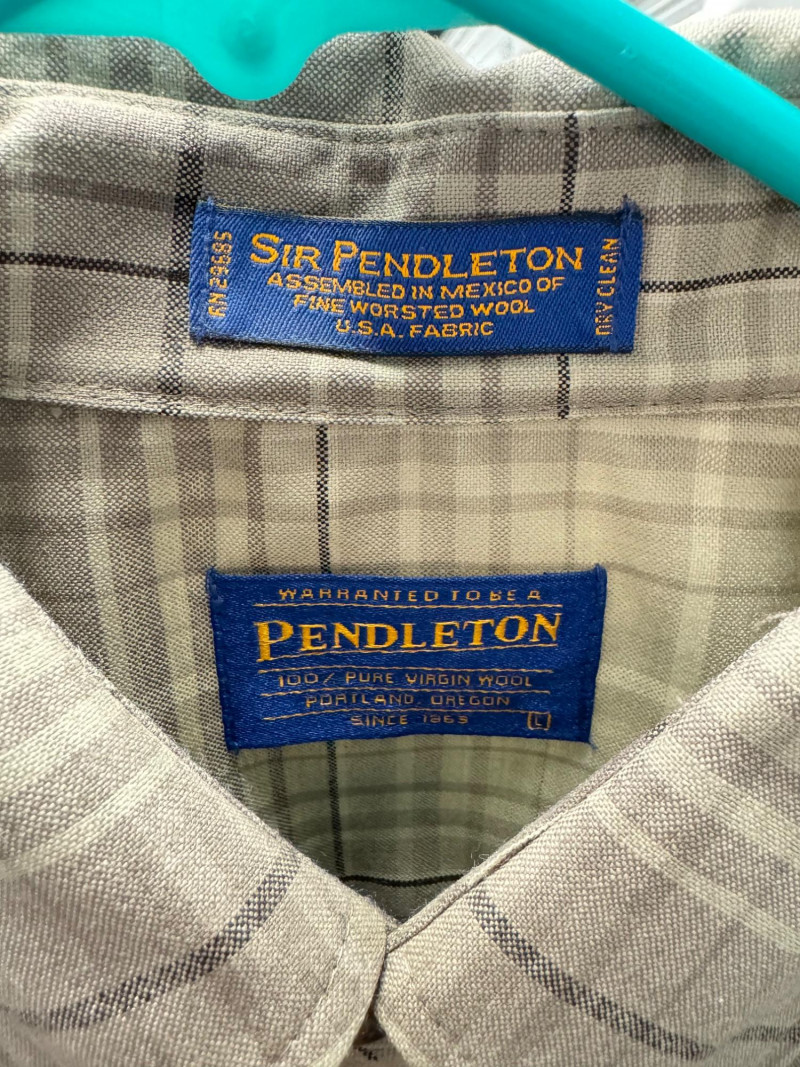 RN 29685
SIR PENDLETON
ASSEMBLED IN MEXICO OF
FINE WORSTED WOOL
U.S.A. FABRIC
DRY CLEAN
WARRANTED TO BE A
PENDLETON
100% PURE VIRGIN WOOL
PORTLAND, OREGON
SINCE 1863
L